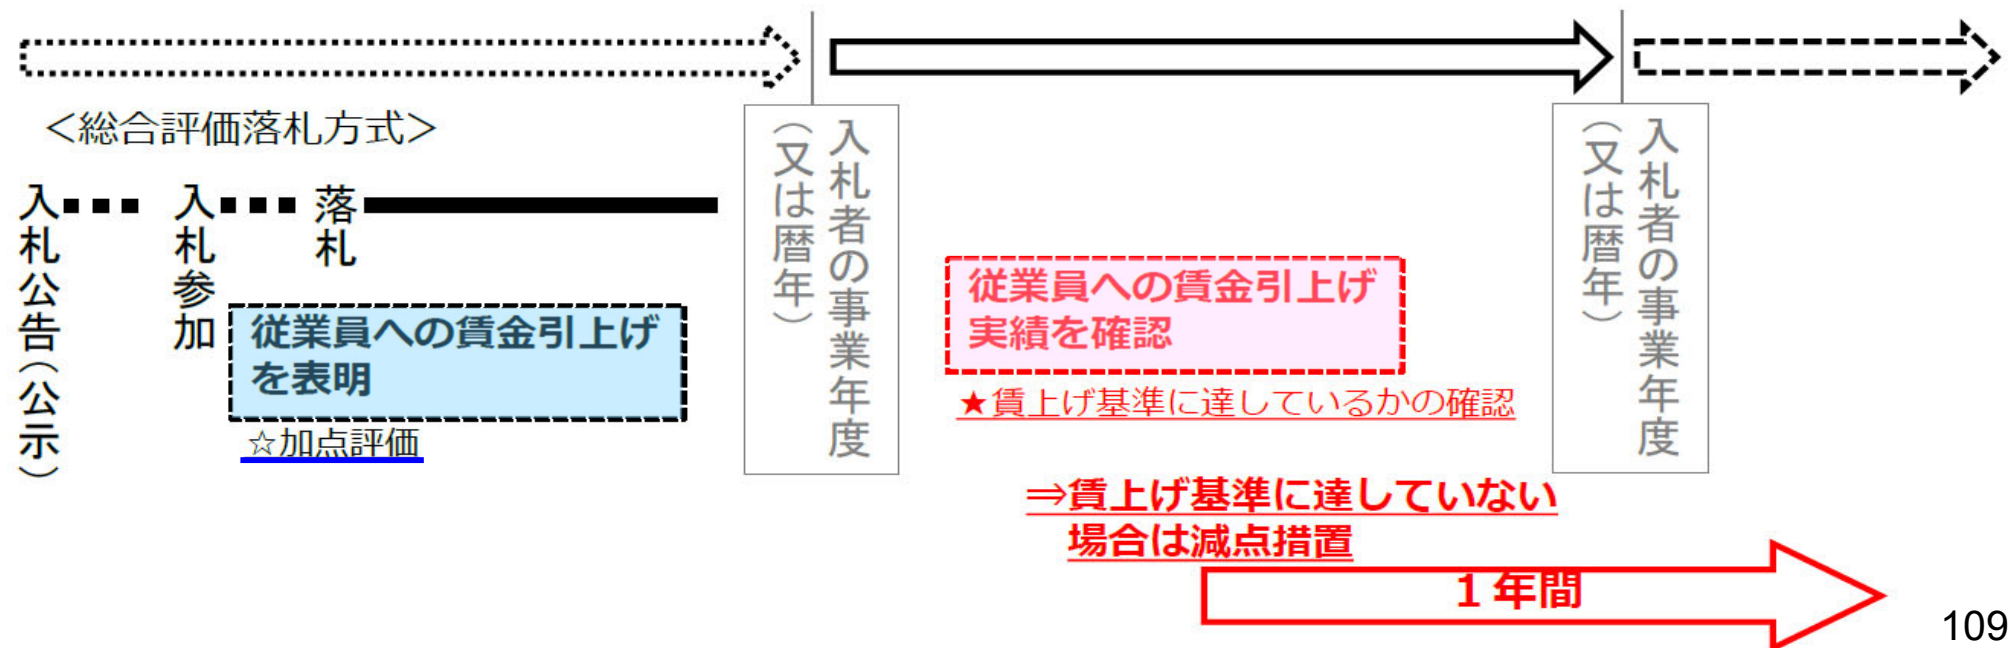 <総合評価落札方式>
入札公告（公示）
入札参加
落札
従業員への賃金引上げ
を表明
☆加点評価
入札者の事業年度
（又は暦年）
従業員への賃金引上げ
実績を確認
★賃上げ基準に達しているかの確認
⇒賃上げ基準に達していない
場合は減点措置
１年間
入札者の事業年度
（又は暦年）
109